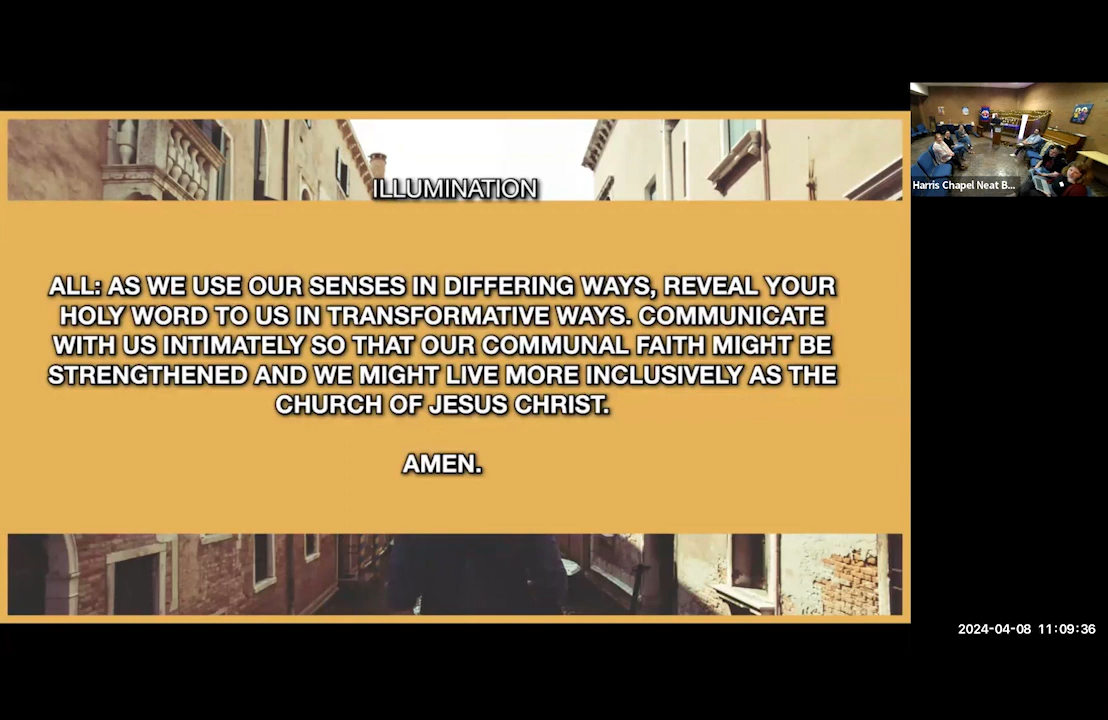 ILLUMINATION
ALL: AS WE USE OUR SENSES IN DIFFERING WAYS, REVEAL YOUR
HOLY WORD TO US IN TRANSFORMATIVE WAYS. COMMUNICATE
WITH US INTIMATELY SO THAT OUR COMMUNAL FAITH MIGHT BE
STRENGTHENED AND WE MIGHT LIVE MORE INCLUSIVELY AS THE
CHURCH OF JESUS CHRIST.
AMEN.
Harris Chapel Neat B...
2024-04-08 11:09:36